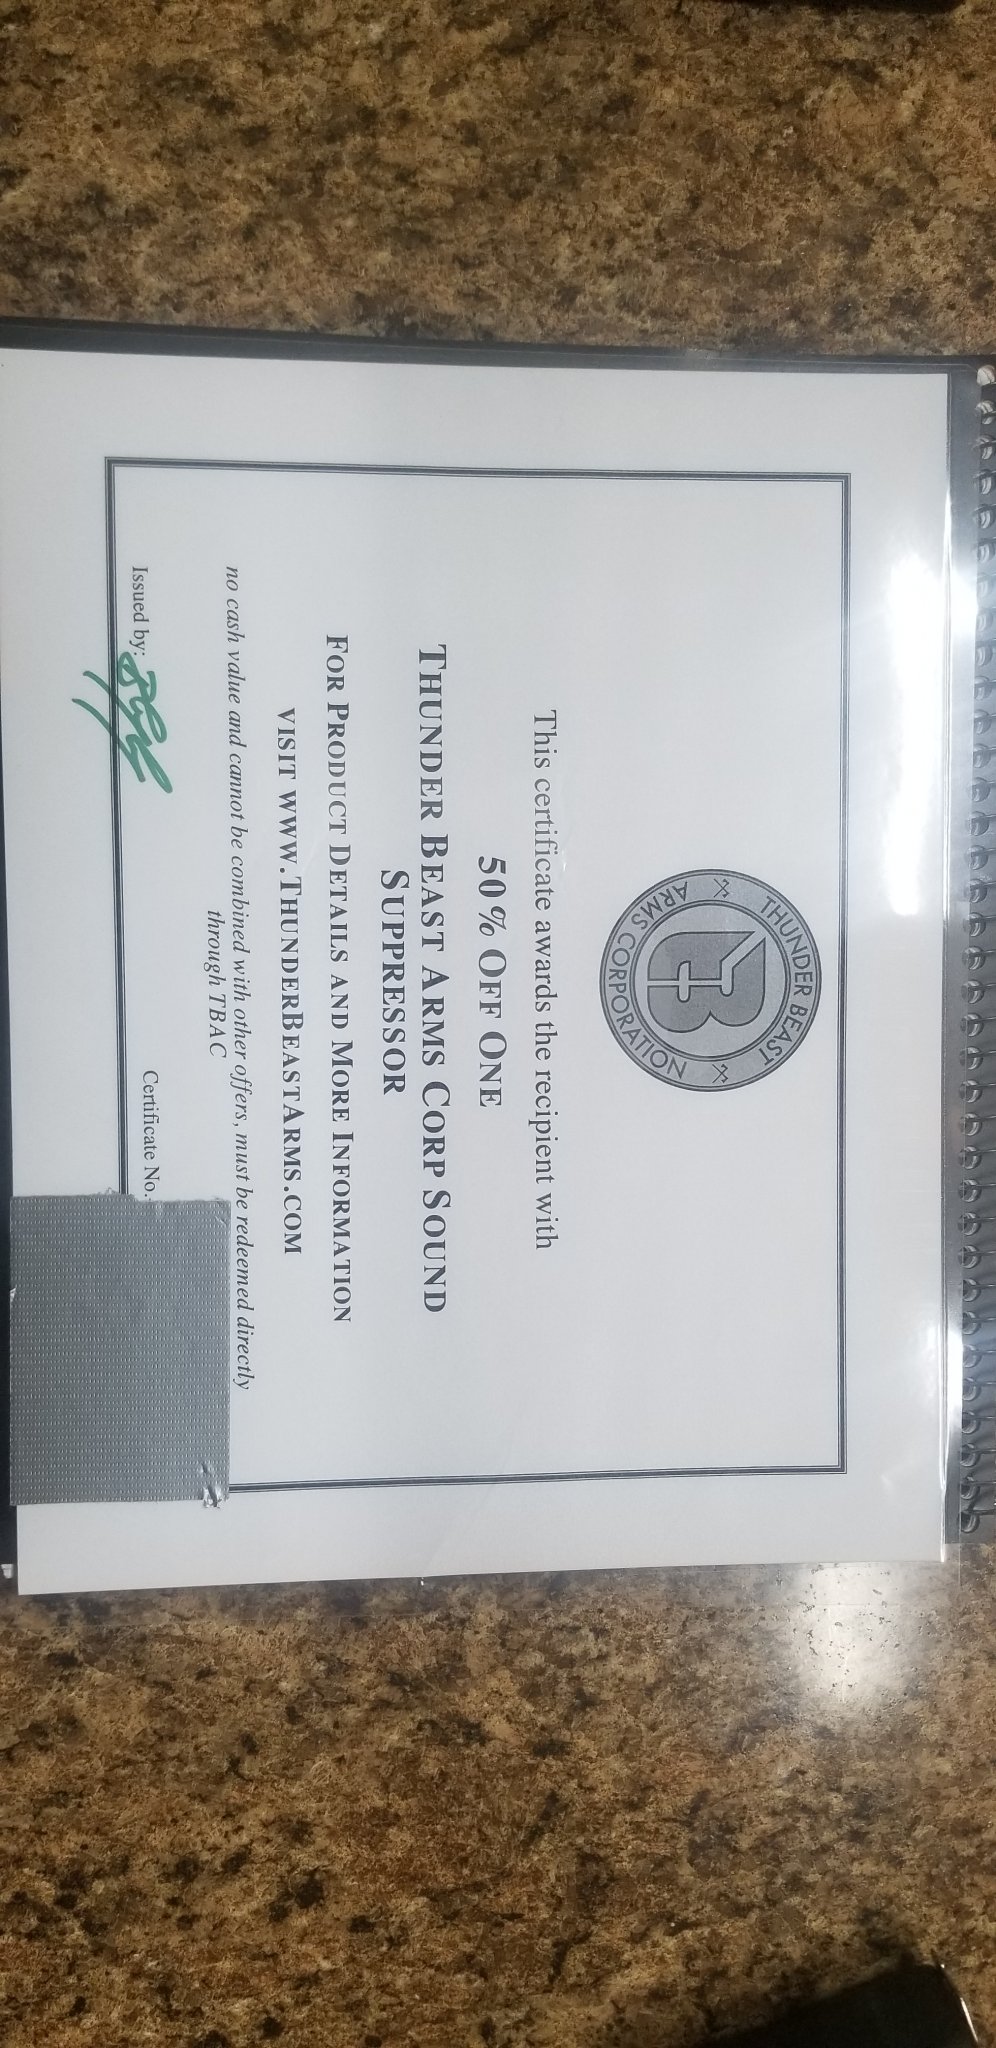 THUNDER BEAST
ARMS CORPORATION
This certificate awards the recipient with
50% OFF ONE
THUNDER BEAST ARMS CORP SOUND
SUPPRESSOR
FOR PRODUCT DETAILS AND MORE INFORMATION
VISIT WWW.THUNDERBEASTARMS.COM
no cash value and cannot be combined with other offers, must be redeemed directly
through TBAC
Issued by:
Certificate No.